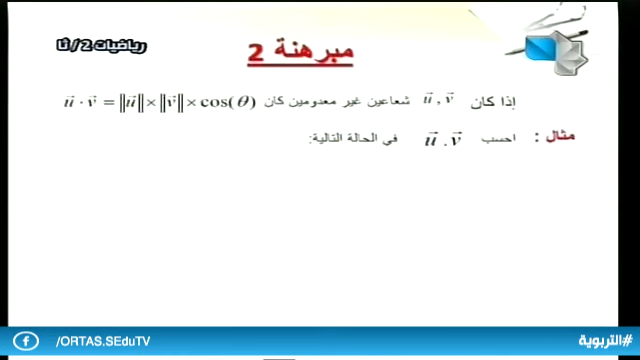 رياضيات 2/ثا
مبرهنة 2
إذا كان u⃗ , v⃗ شعاعين غير معدومين كان u⃗ · v⃗ = ‖u⃗‖×‖v⃗‖×cos(θ)
مثال : احسب u⃗ . v⃗ في الحالة التالية:
/ORTAS.SEduTV
#التربوية